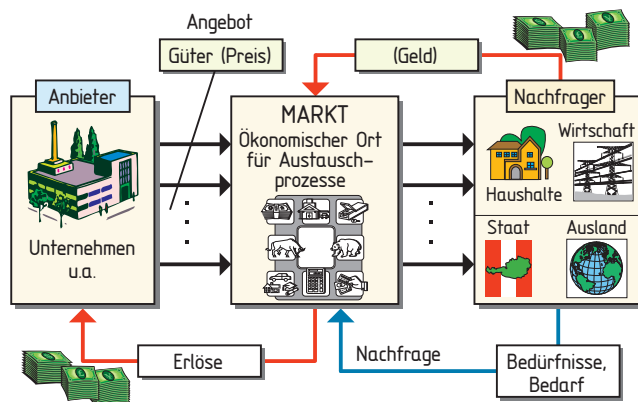 Angebot
Güter (Preis)
(Geld)
Anbieter
Unternehmen
u.a.
MARKT
Ökonomischer Ort
für Austausch-
prozesse
Nachfrager
Wirtschaft
Haushalte
Staat
Ausland
Erlöse
Nachfrage
Bedürfnisse,
Bedarf